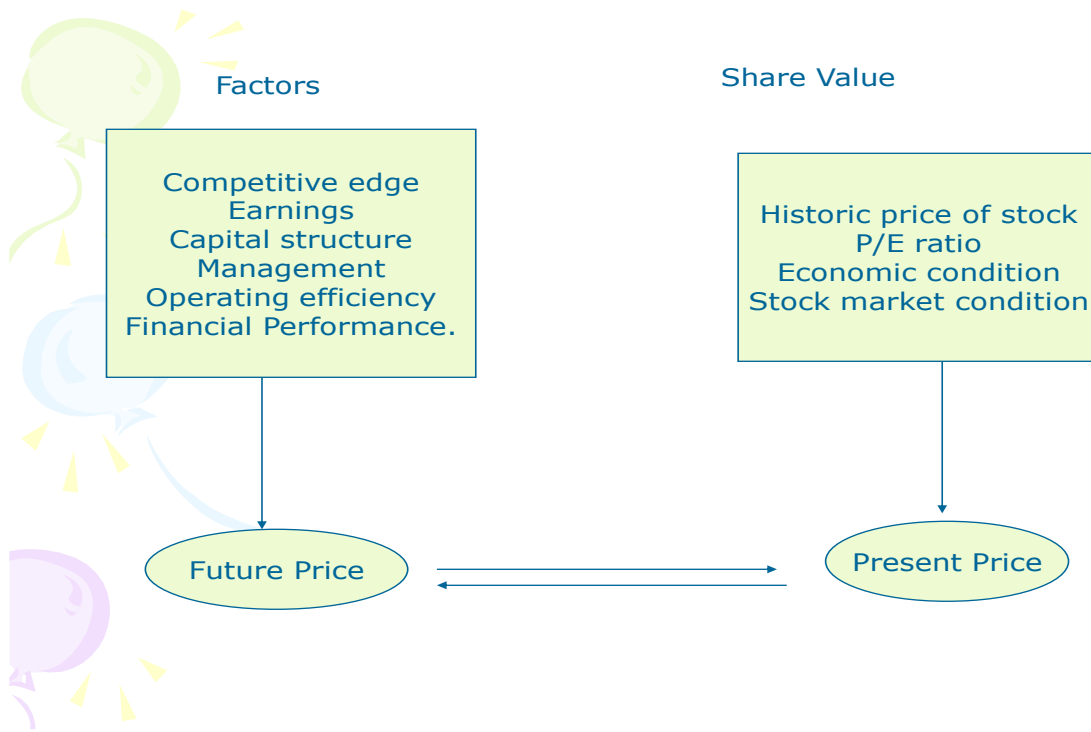 Factors
Share Value
Competitive edge
Earnings
Capital structure
Management
Operating efficiency
Financial Performance.
Historic price of stock
P/E ratio
Economic condition
Stock market condition
Future Price
Present Price